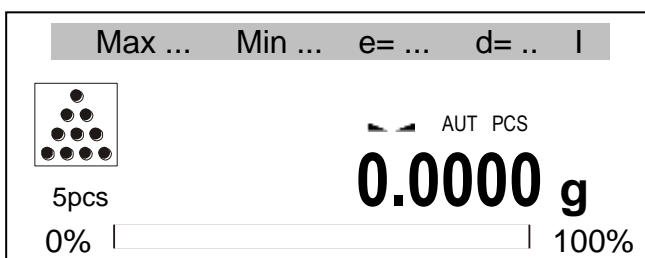 Max ... Min ... e= ... d= .. I
AUT PCS
0.0000 g
5pcs
0% 100%